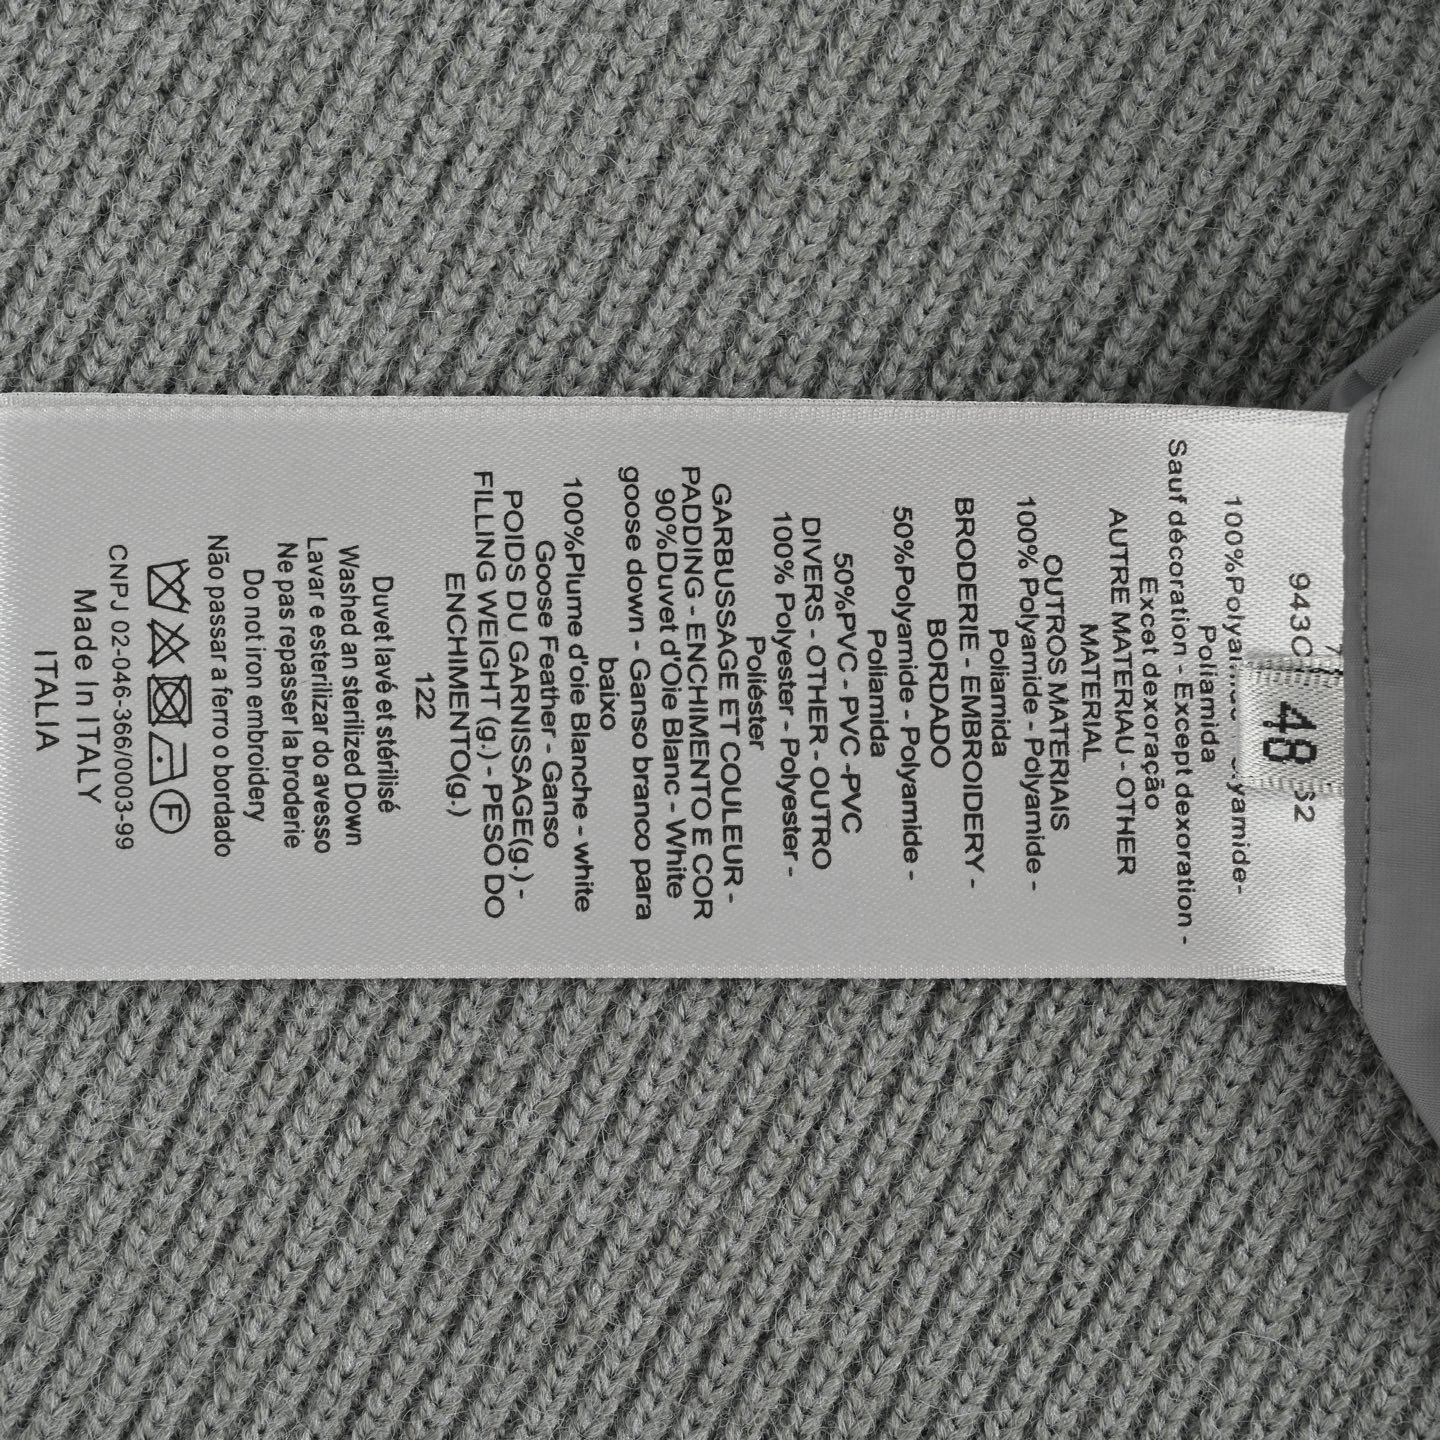 943C
62
48
100%Polyamide-
Poliamida
Sauf décoration - Except dexoration -
Excet dexoração
AUTRE MATERIAU - OTHER
MATERIAL
OUTROS MATERIAIS
100% Polyamide - Polyamide -
Poliamida
BRODERIE - EMBROIDERY -
BORDADO
50%Polyamide - Polyamide -
Poliamida
50%PVC - PVC -PVC
DIVERS - OTHER - OUTRO
100% Polyester - Polyester -
Poliéster
GARBUSSAGE ET COULEUR -
PADDING - ENCHIMENTO E COR
90%Duvet d'Oie Blanc - White
goose down - Ganso branco para
baixo
100%Plume d'oie Blanche - white
Goose Feather - Ganso
POIDS DU GARNISSAGE(g.) -
FILLING WEIGHT (g.) - PESO DO
ENCHIMENTO(g.)
122
Duvet lavé et stérilisé
Washed an sterilized Down
Lavar e esterilizar do avesso
Ne pas repasser la broderie
Do not iron embroidery
Não passar a ferro o bordado
F
CNPJ 02-046-366/0003-99
Made In ITALY
ITALIA